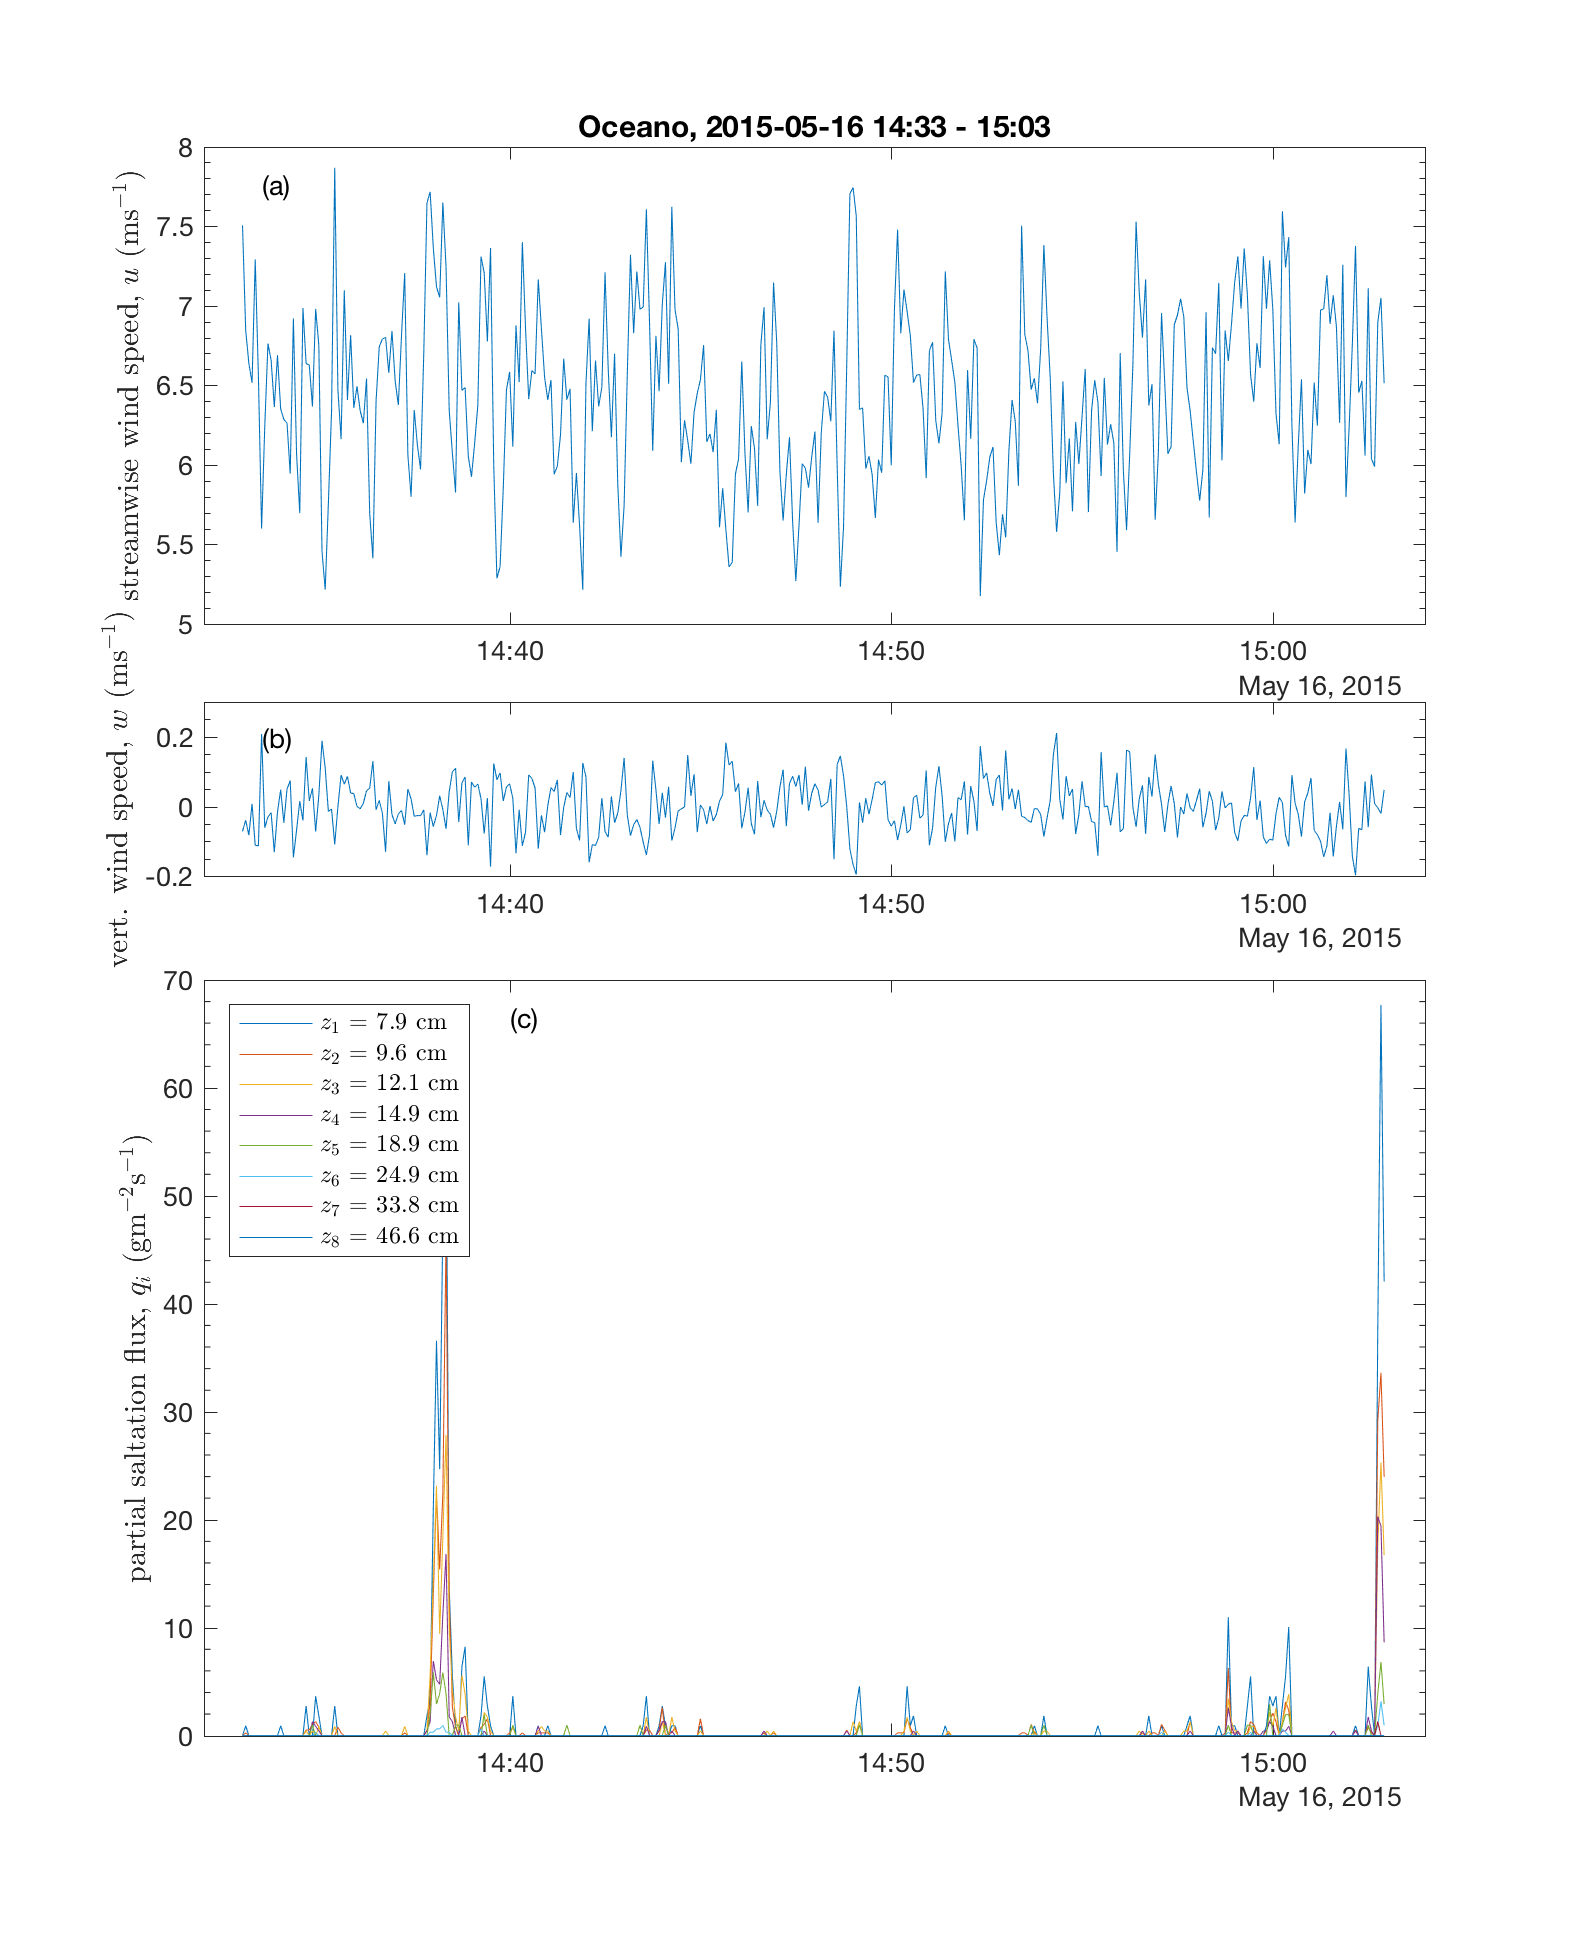 Oceano, 2015-05-16 14:33 - 15:03
(a)
streamwise wind speed, u (ms⁻¹)
8
7.5
7
6.5
6
5.5
5
14:40 14:50 15:00
May 16, 2015
(b)
vert. wind speed, w (ms⁻¹)
0.2
0
-0.2
14:40 14:50 15:00
May 16, 2015
(c)
partial saltation flux, qᵢ (gm⁻²s⁻¹)
70
60
50
40
30
20
10
0
z₁ = 7.9 cm
z₂ = 9.6 cm
z₃ = 12.1 cm
z₄ = 14.9 cm
z₅ = 18.9 cm
z₆ = 24.9 cm
z₇ = 33.8 cm
z₈ = 46.6 cm
14:40 14:50 15:00
May 16, 2015